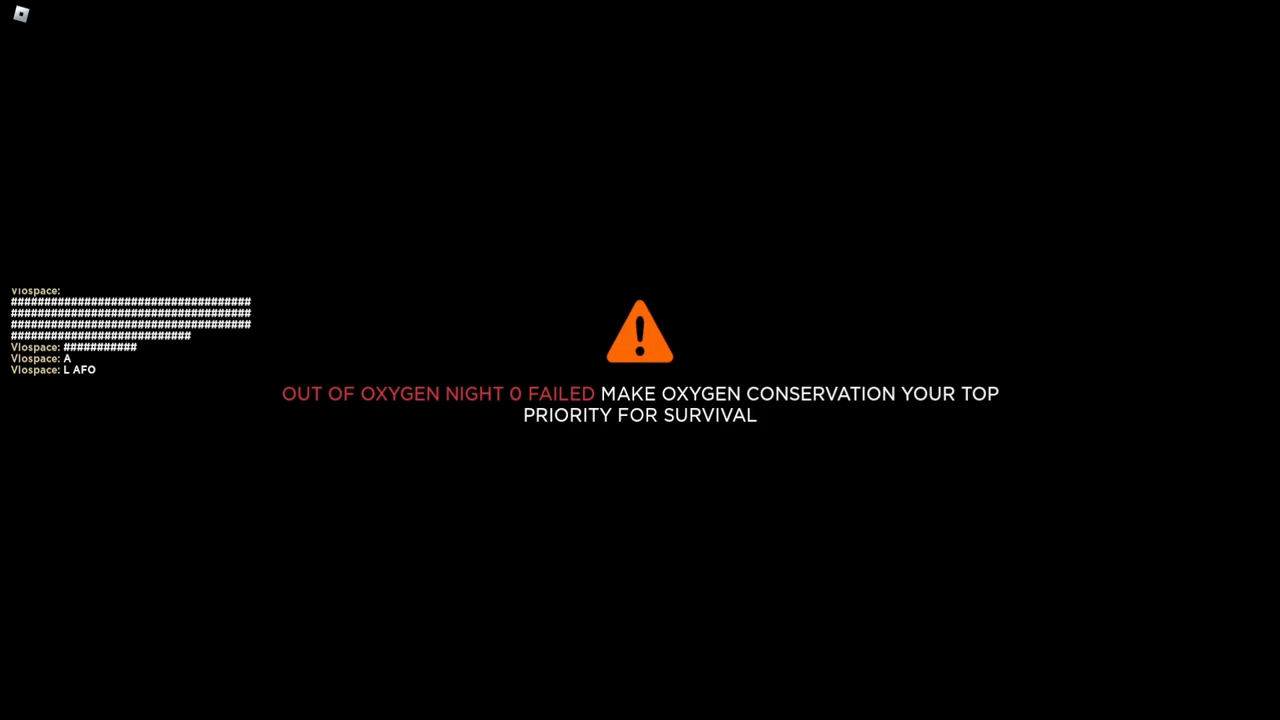 Vlospace:
####################################
####################################
####################################
###########################
Vlospace: ###########
Vlospace: A
Vlospace: L AFO
OUT OF OXYGEN NIGHT 0 FAILED MAKE OXYGEN CONSERVATION YOUR TOP
PRIORITY FOR SURVIVAL